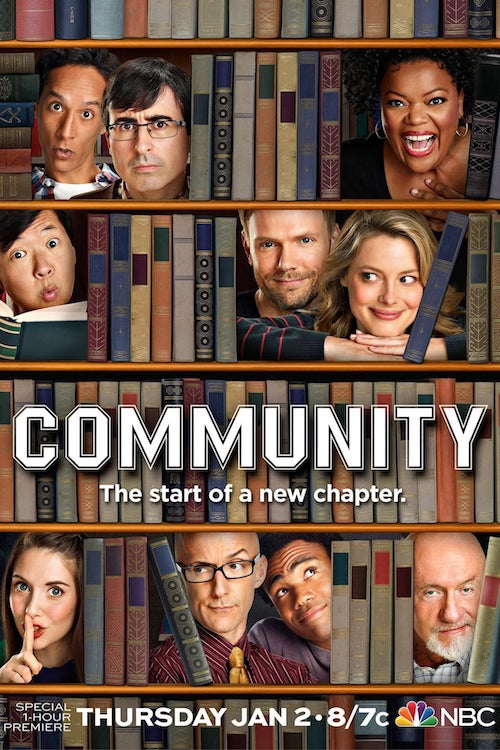 COMMUNITY
The start of a new chapter.
SPECIAL
1-HOUR
PREMIERE
THURSDAY JAN 2 • 8/7c
NBC